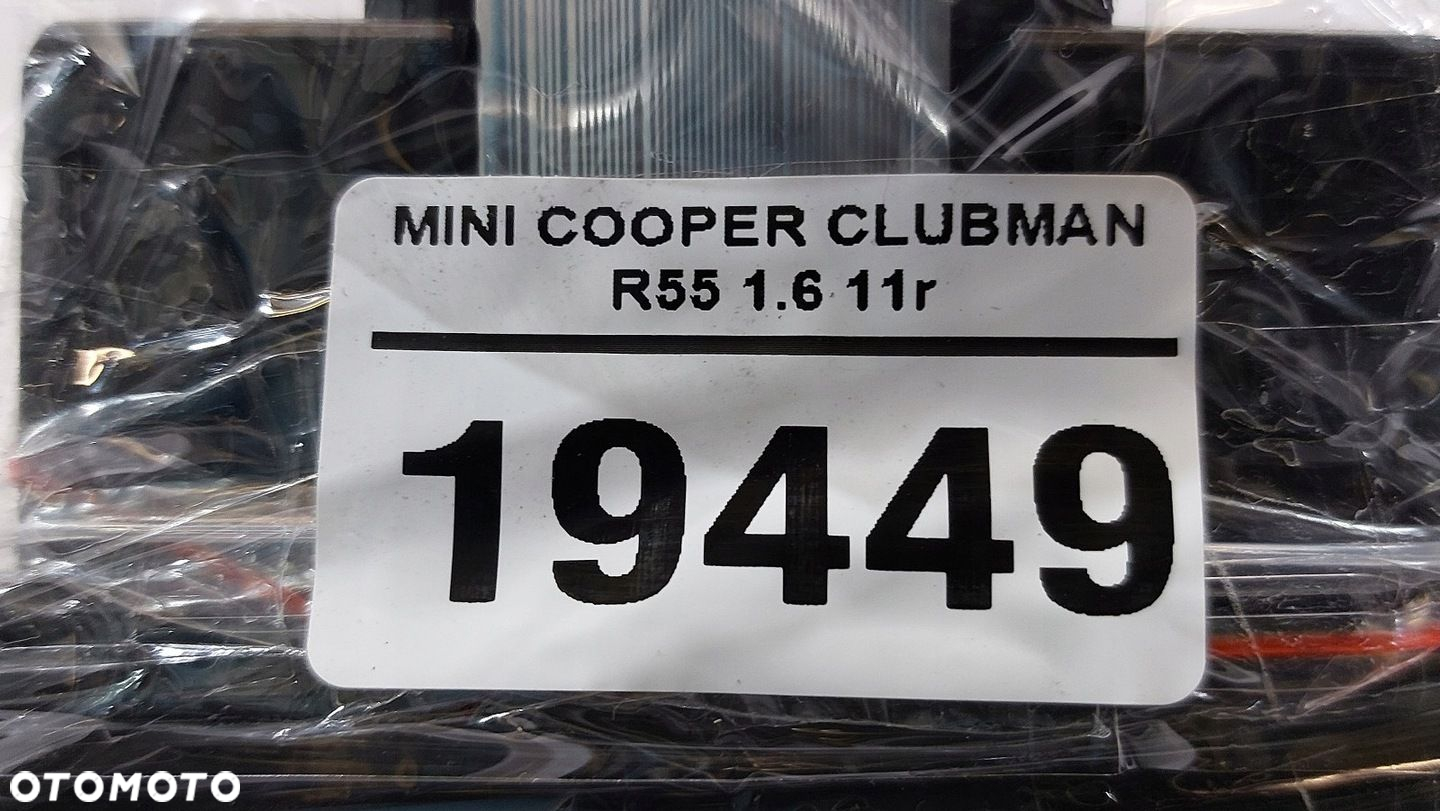 MINI COOPER CLUBMAN
R55 1.6 11r
19449
OTOMOTO